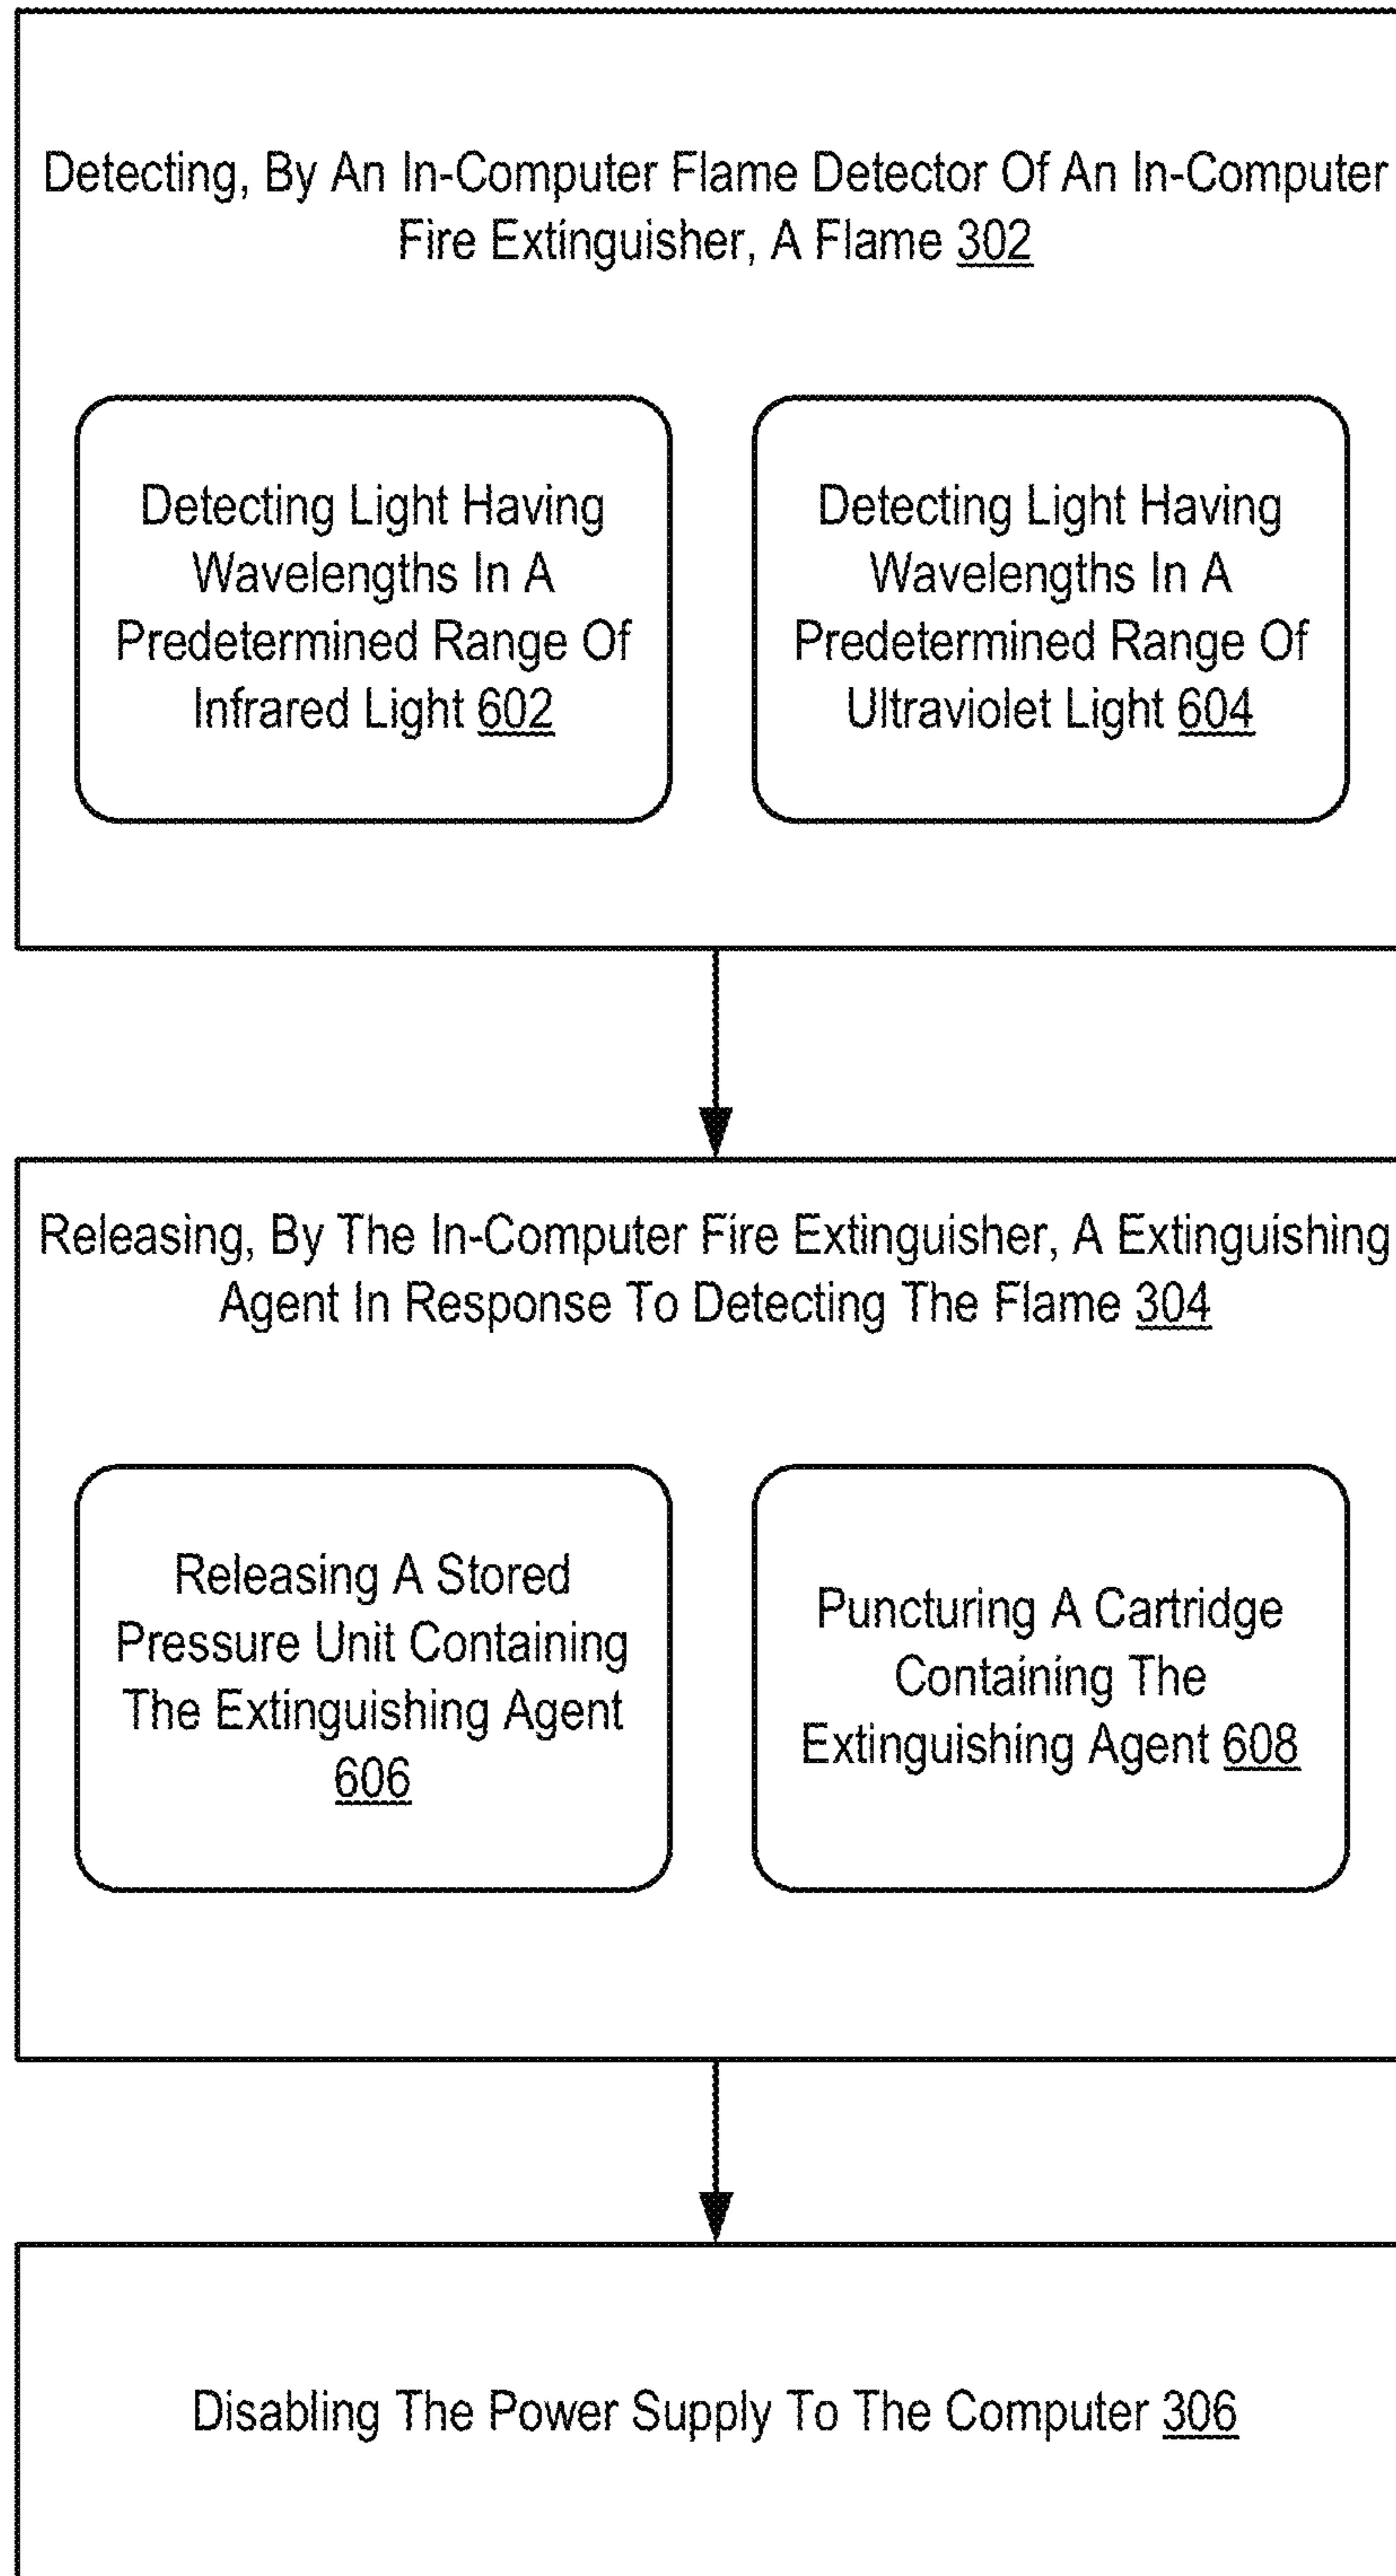 Detecting, By An In-Computer Flame Detector Of An In-Computer
Fire Extinguisher, A Flame 302
Detecting Light Having
Wavelengths In A
Predetermined Range Of
Infrared Light 602
Detecting Light Having
Wavelengths In A
Predetermined Range Of
Ultraviolet Light 604
Releasing, By The In-Computer Fire Extinguisher, A Extinguishing
Agent In Response To Detecting The Flame 304
Releasing A Stored
Pressure Unit Containing
The Extinguishing Agent
606
Puncturing A Cartridge
Containing The
Extinguishing Agent 608
Disabling The Power Supply To The Computer 306